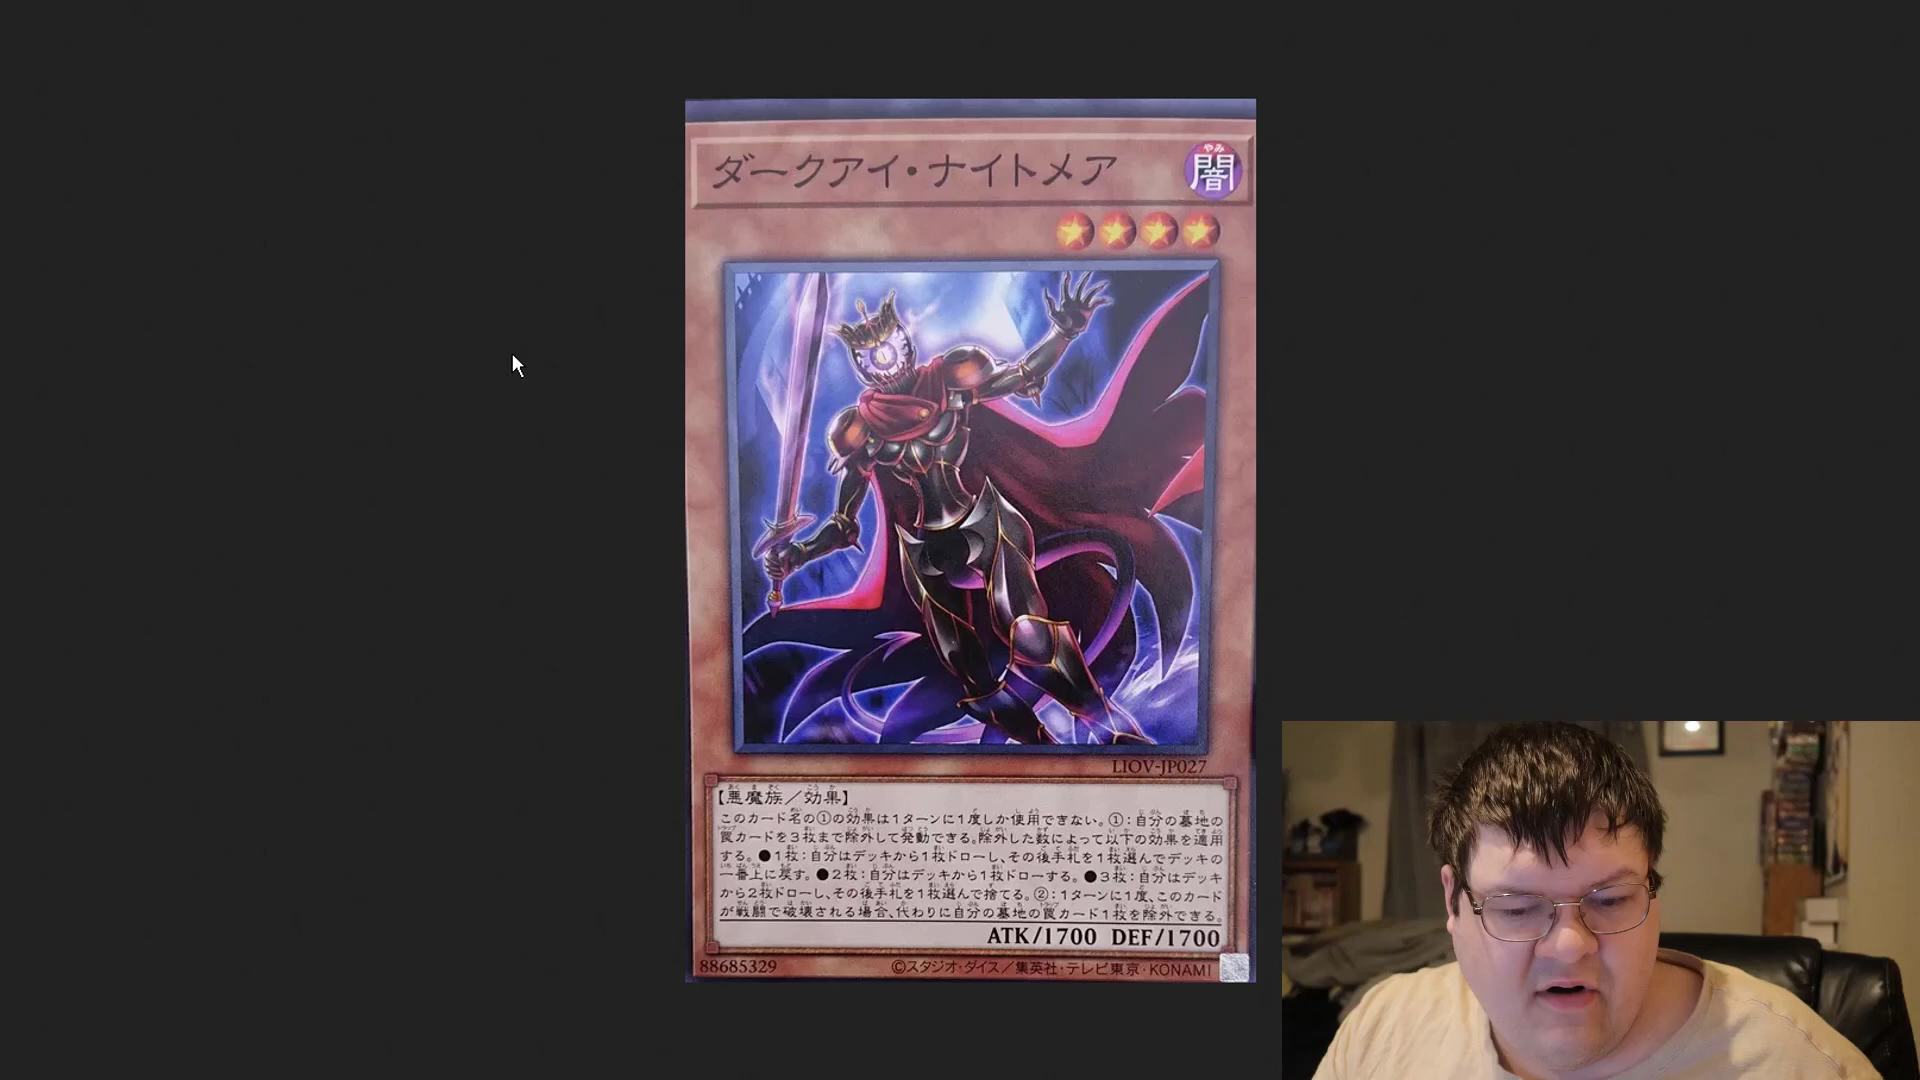 ダークアイ・ナイトメア
やみ
闇
LIOV-JP027
【悪魔族／効果】
このカード名の①の効果は1ターンに1度しか使用できない。①：自分の墓地の
罠カードを3枚まで除外して発動できる。除外した数によって以下の効果を適用
する。●1枚：自分はデッキから1枚ドローし、その後手札を1枚選んでデッキの
一番上に戻す。●2枚：自分はデッキから1枚ドローする。●3枚：自分はデッキ
から2枚ドローし、その後手札を1枚選んで捨てる。②：1ターンに1度、このカード
が戦闘で破壊される場合、代わりに自分の墓地の罠カード1枚を除外できる。
ATK/1700 DEF/1700
88685329
©スタジオ・ダイス／集英社・テレビ東京・KONAMI